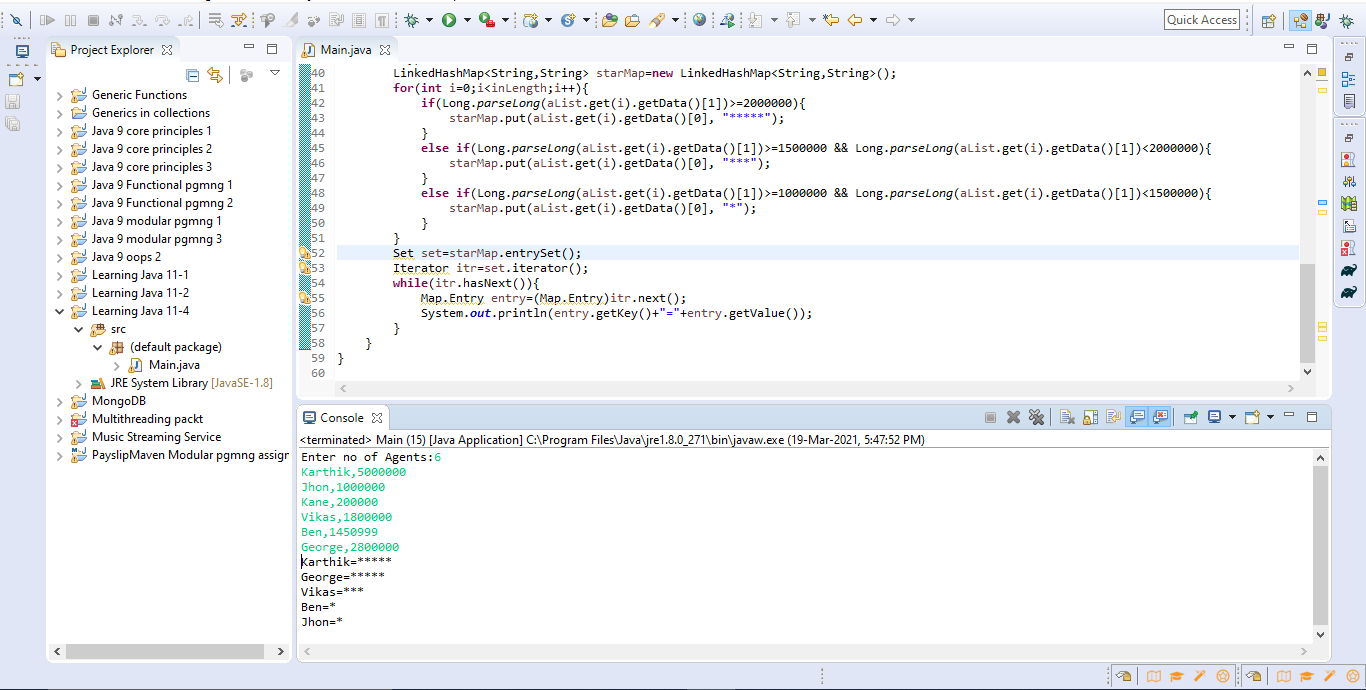 Quick Access
Project Explorer
Generic Functions
Generics in collections
Java 9 core principles 1
Java 9 core principles 2
Java 9 core principles 3
Java 9 Functional pgmng 1
Java 9 Functional pgmng 2
Java 9 modular pgmng 1
Java 9 modular pgmng 3
Java 9 oops 2
Learning Java 11-1
Learning Java 11-2
Learning Java 11-4
src
(default package)
Main.java
JRE System Library [JavaSE-1.8]
MongoDB
Multithreading packt
Music Streaming Service
PayslipMaven Modular pgmng assign
Main.java
40 LinkedHashMap<String,String> starMap=new LinkedHashMap<String,String>();
41 for(int i=0;i<inLength;i++){
42 if(Long.parseLong(aList.get(i).getData()[1])>=2000000){
43 starMap.put(aList.get(i).getData()[0], "*****");
44 }
45 else if(Long.parseLong(aList.get(i).getData()[1])>=1500000 && Long.parseLong(aList.get(i).getData()[1])<2000000){
46 starMap.put(aList.get(i).getData()[0], "***");
47 }
48 else if(Long.parseLong(aList.get(i).getData()[1])>=1000000 && Long.parseLong(aList.get(i).getData()[1])<1500000){
49 starMap.put(aList.get(i).getData()[0], "*");
50 }
51 }
52 Set set=starMap.entrySet();
53 Iterator itr=set.iterator();
54 while(itr.hasNext()){
55 Map.Entry entry=(Map.Entry)itr.next();
56 System.out.println(entry.getKey()+"="+entry.getValue());
57 }
58 }
59 }
60
Console
<terminated> Main (15) [Java Application] C:\Program Files\Java\jre1.8.0_271\bin\javaw.exe (19-Mar-2021, 5:47:52 PM)
Enter no of Agents:6
Karthik,5000000
Jhon,1000000
Kane,200000
Vikas,1800000
Ben,1450999
George,2800000
Karthik=*****
George=*****
Vikas=***
Ben=*
Jhon=*